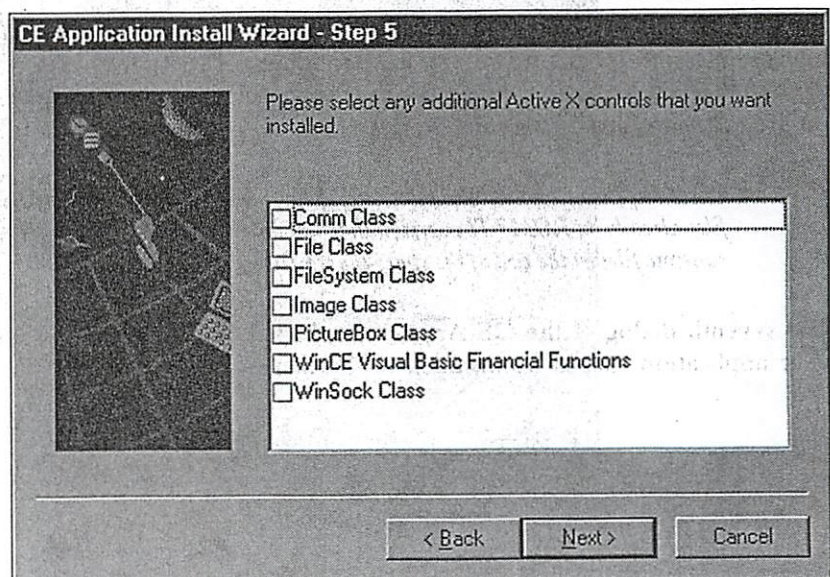 CE Application Install Wizard - Step 5
Please select any additional Active X controls that you want
installed.
Comm Class
File Class
FileSystem Class
Image Class
PictureBox Class
WinCE Visual Basic Financial Functions
WinSock Class
< Back
Next >
Cancel